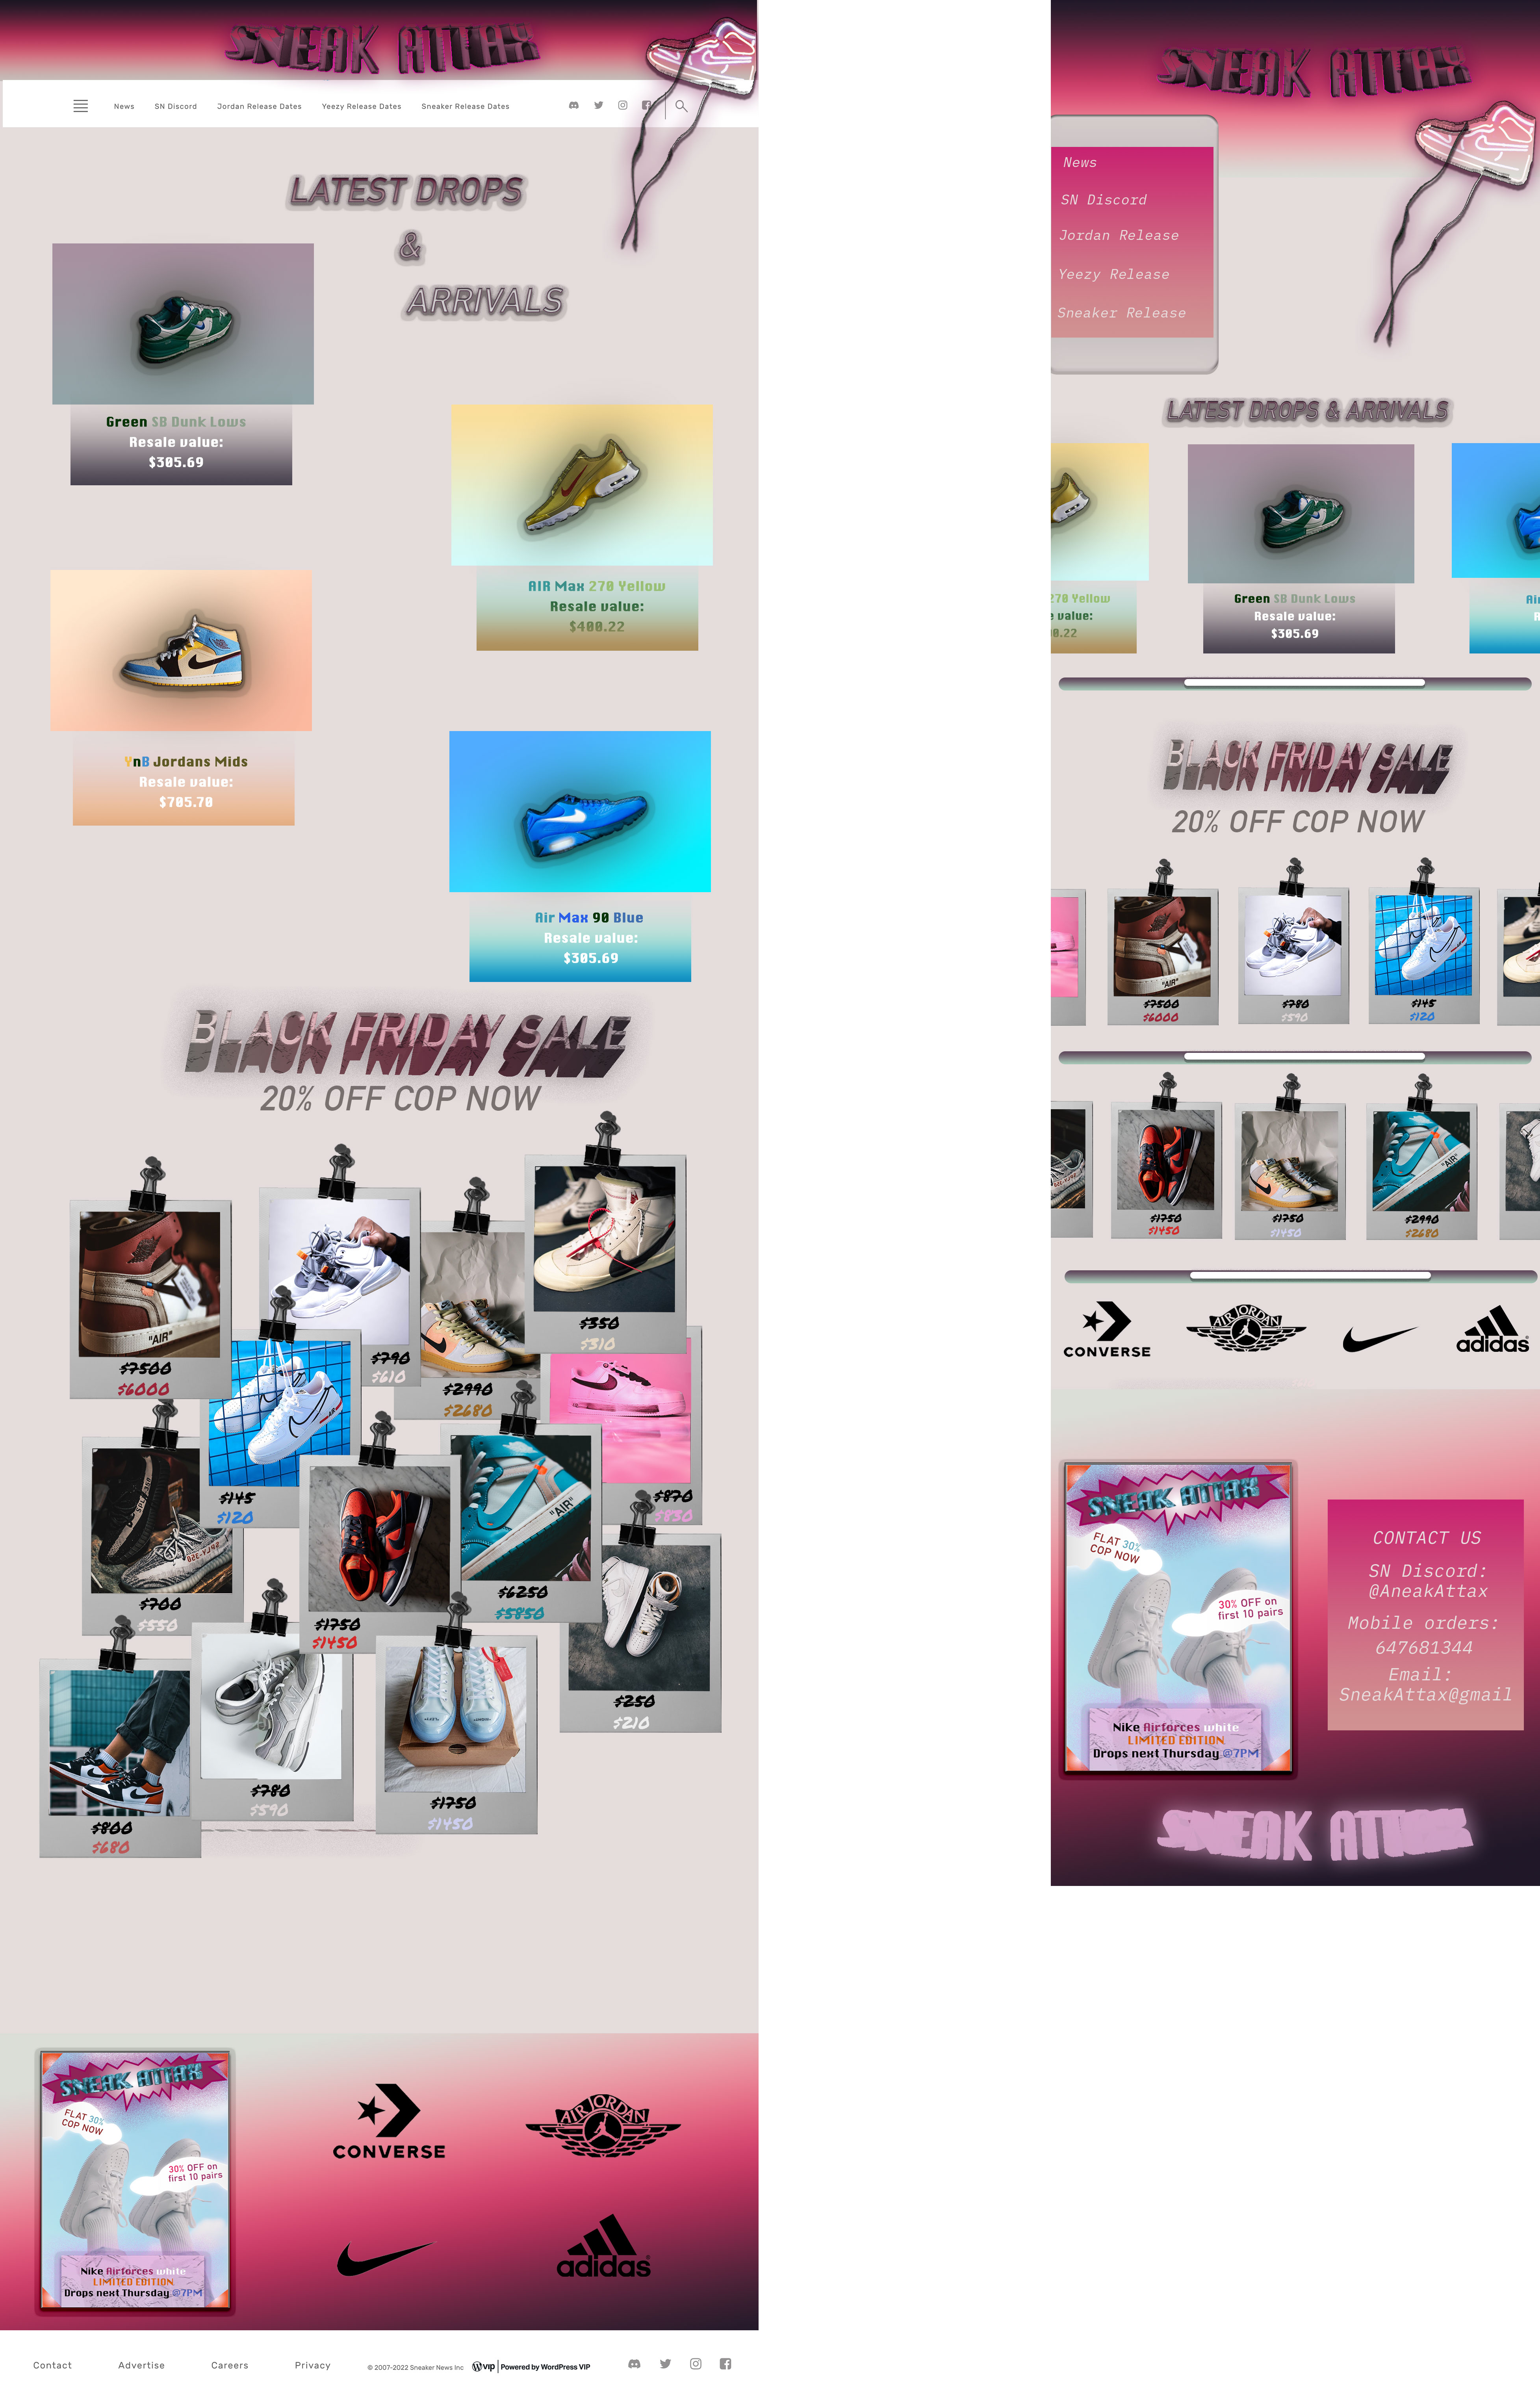 SNEAK ATTAX
News
SN Discord
Jordan Release Dates
Yeezy Release Dates
Sneaker Release Dates
LATEST DROPS
&
ARRIVALS
Green SB Dunk Lows
Resale value:
$305.69
AIR Max 270 Yellow
Resale value:
$400.22
YnB Jordans Mids
Resale value:
$705.70
Air Max 90 Blue
Resale value:
$305.69
BLACK FRIDAY SALE
20% OFF COP NOW
"AIR"
$7500
$6000
$790
$610
$2990
$2680
$350
$310
$145
$120
$870
$830
SPLY-350
$700
$550
$1750
$1450
"AIR"
$6250
$5850
$250
$210
$800
$680
$780
$590
$1750
$1450
SNEAK ATTAX
FLAT 30%
COP NOW
30% OFF on
first 10 pairs
Nike Airforces white
LIMITED EDITION
Drops next Thursday @7PM
CONVERSE
AIR JORDAN
adidas
Contact
Advertise
Careers
Privacy
© 2007-2022 Sneaker News Inc
vip
Powered by WordPress VIP
SNEAK ATTAX
News
SN Discord
Jordan Release
Yeezy Release
Sneaker Release
LATEST DROPS & ARRIVALS
270 Yellow
e value:
00.22
Green SB Dunk Lows
Resale value:
$305.69
Air
R
BLACK FRIDAY SALE
20% OFF COP NOW
"AIR"
$7500
$6000
$780
$590
$145
$120
$1750
$1450
$1750
$1450
"AIR"
$2990
$2680
CONVERSE
AIR JORDAN
adidas
SNEAK ATTAX
FLAT 30%
COP NOW
30% OFF on
first 10 pairs
Nike Airforces white
LIMITED EDITION
Drops next Thursday @7PM
CONTACT US
SN Discord:
@AneakAttax
Mobile orders:
647681344
Email:
SneakAttax@gmail
SNEAK ATTAX